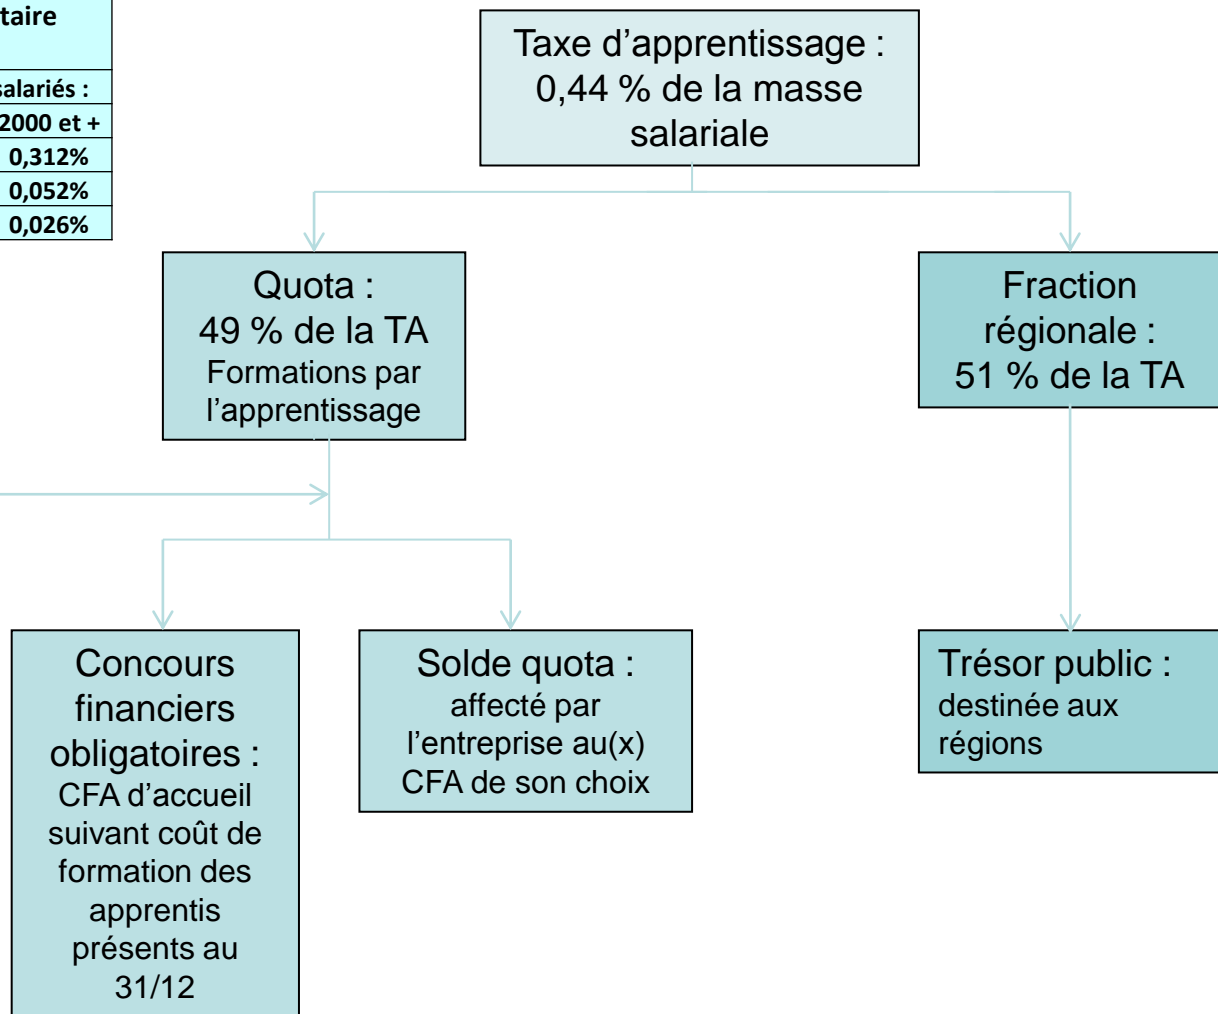 taire
salariés :
2000 et +
0,312%
0,052%
0,026%
Taxe d’apprentissage :
0,44 % de la masse
salariale
Quota :
49 % de la TA
Formations par
l’apprentissage
Fraction
régionale :
51 % de la TA
Concours
financiers
obligatoires :
CFA d’accueil
suivant coût de
formation des
apprentis
présents au
31/12
Solde quota :
affecté par
l’entreprise au(x)
CFA de son choix
Trésor public :
destinée aux
régions